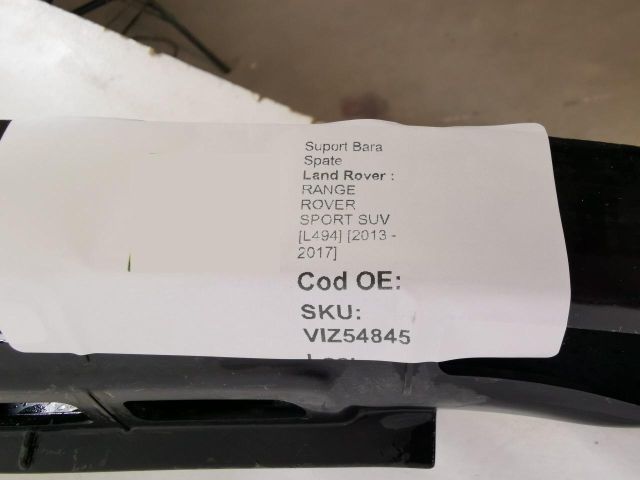 Suport Bara
Spate
Land Rover :
RANGE
ROVER
SPORT SUV
[L494] [2013 -
2017]
Cod OE:
SKU:
VIZ54845